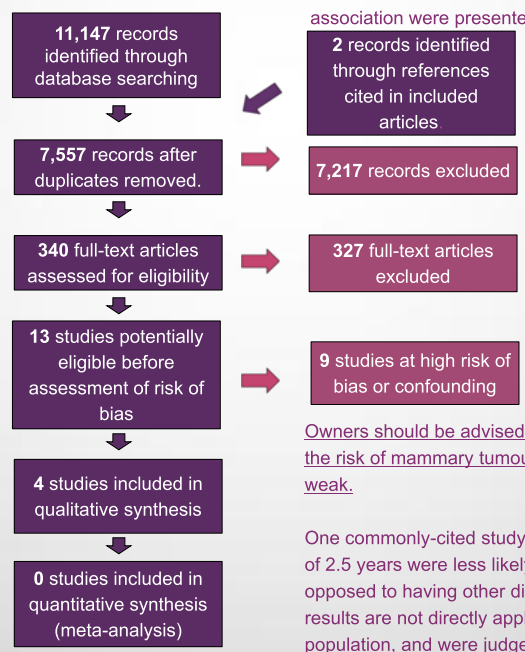 11,147 records
identified through
database searching
association were presente
2 records identified
through references
cited in included
articles.
7,557 records after
duplicates removed.
7,217 records excluded
340 full-text articles
assessed for eligibility
327 full-text articles
excluded
13 studies potentially
eligible before
assessment of risk of
bias
9 studies at high risk of
bias or confounding
4 studies included in
qualitative synthesis
0 studies included in
quantitative synthesis
(meta-analysis)
Owners should be advised
the risk of mammary tumou
weak.
One commonly-cited study
of 2.5 years were less likely
opposed to having other di
results are not directly appl
population, and were judge